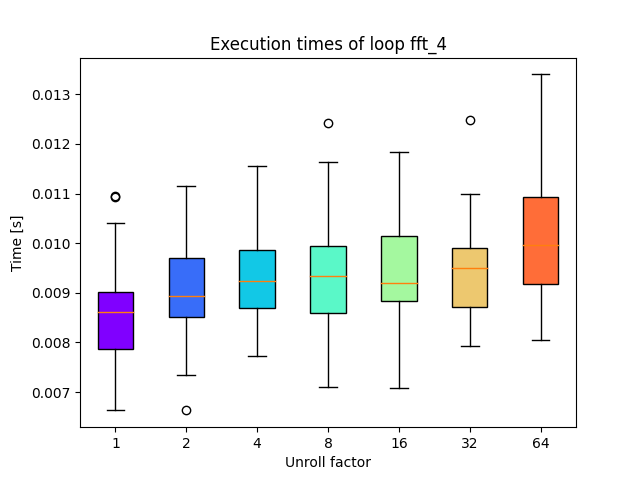 Execution times of loop fft_4
0.013
0.012
0.011
0.010
0.009
0.008
0.007
Time [s]
1 2 4 8 16 32 64
Unroll factor